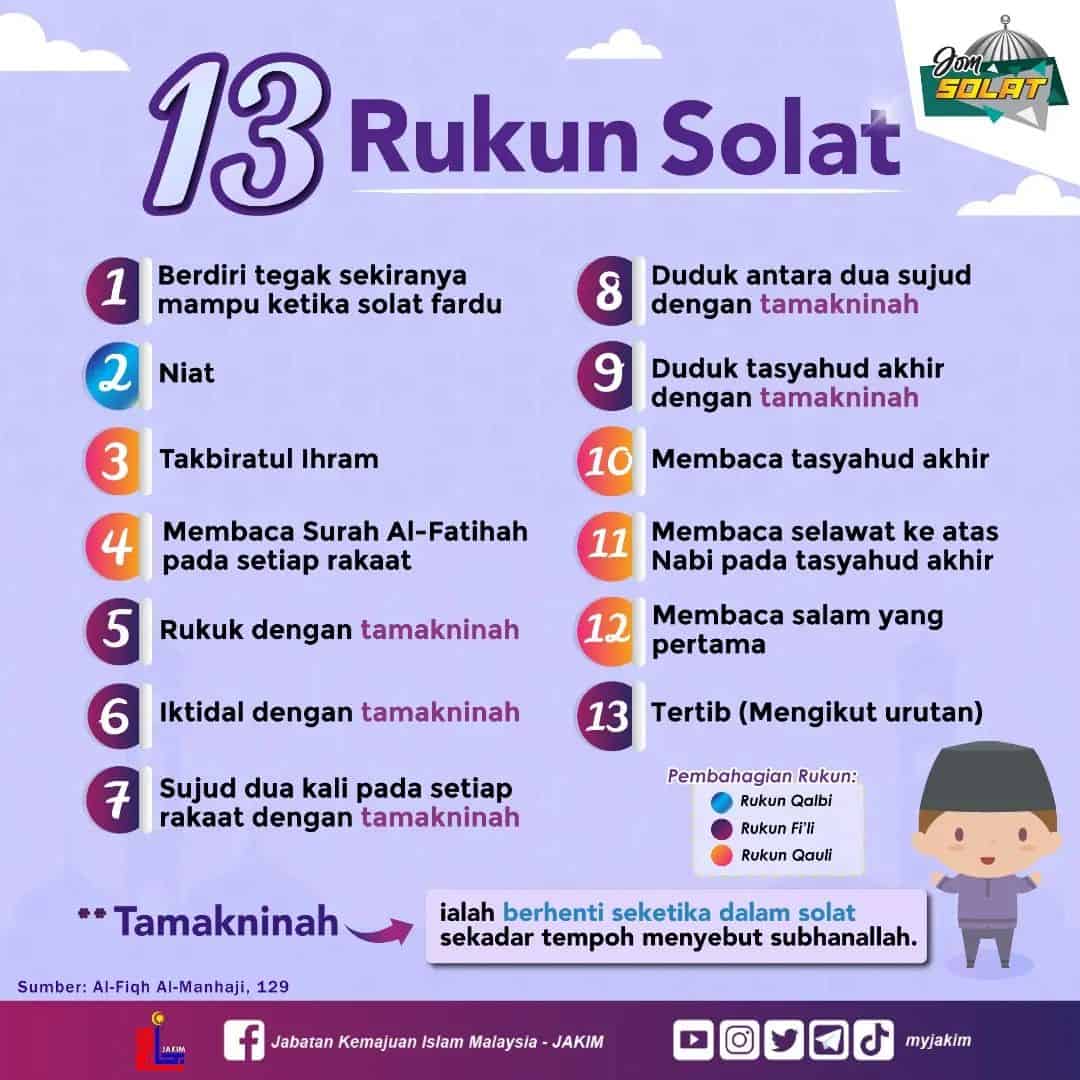 Jom
SOLAT
13 Rukun Solat
1
Berdiri tegak sekiranya
mampu ketika solat fardu
2
Niat
3
Takbiratul Ihram
4
Membaca Surah Al-Fatihah
pada setiap rakaat
5
Rukuk dengan tamakninah
6
Iktidal dengan tamakninah
7
Sujud dua kali pada setiap
rakaat dengan tamakninah
8
Duduk antara dua sujud
dengan tamakninah
9
Duduk tasyahud akhir
dengan tamakninah
10
Membaca tasyahud akhir
11
Membaca selawat ke atas
Nabi pada tasyahud akhir
12
Membaca salam yang
pertama
13
Tertib (Mengikut urutan)
Pembahagian Rukun:
Rukun Qalbi
Rukun Fi'li
Rukun Qauli
** Tamakninah
ialah berhenti seketika dalam solat
sekadar tempoh menyebut subhanallah.
Sumber: Al-Fiqh Al-Manhaji, 129
JAKIM
Jabatan Kemajuan Islam Malaysia - JAKIM
myjakim